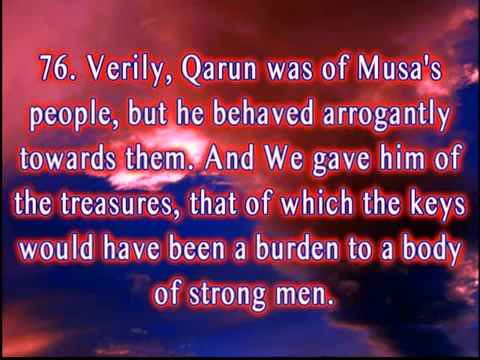 76. Verily, Qarun was of Musa's
people, but he behaved arrogantly
towards them. And We gave him of
the treasures, that of which the keys
would have been a burden to a body
of strong men.